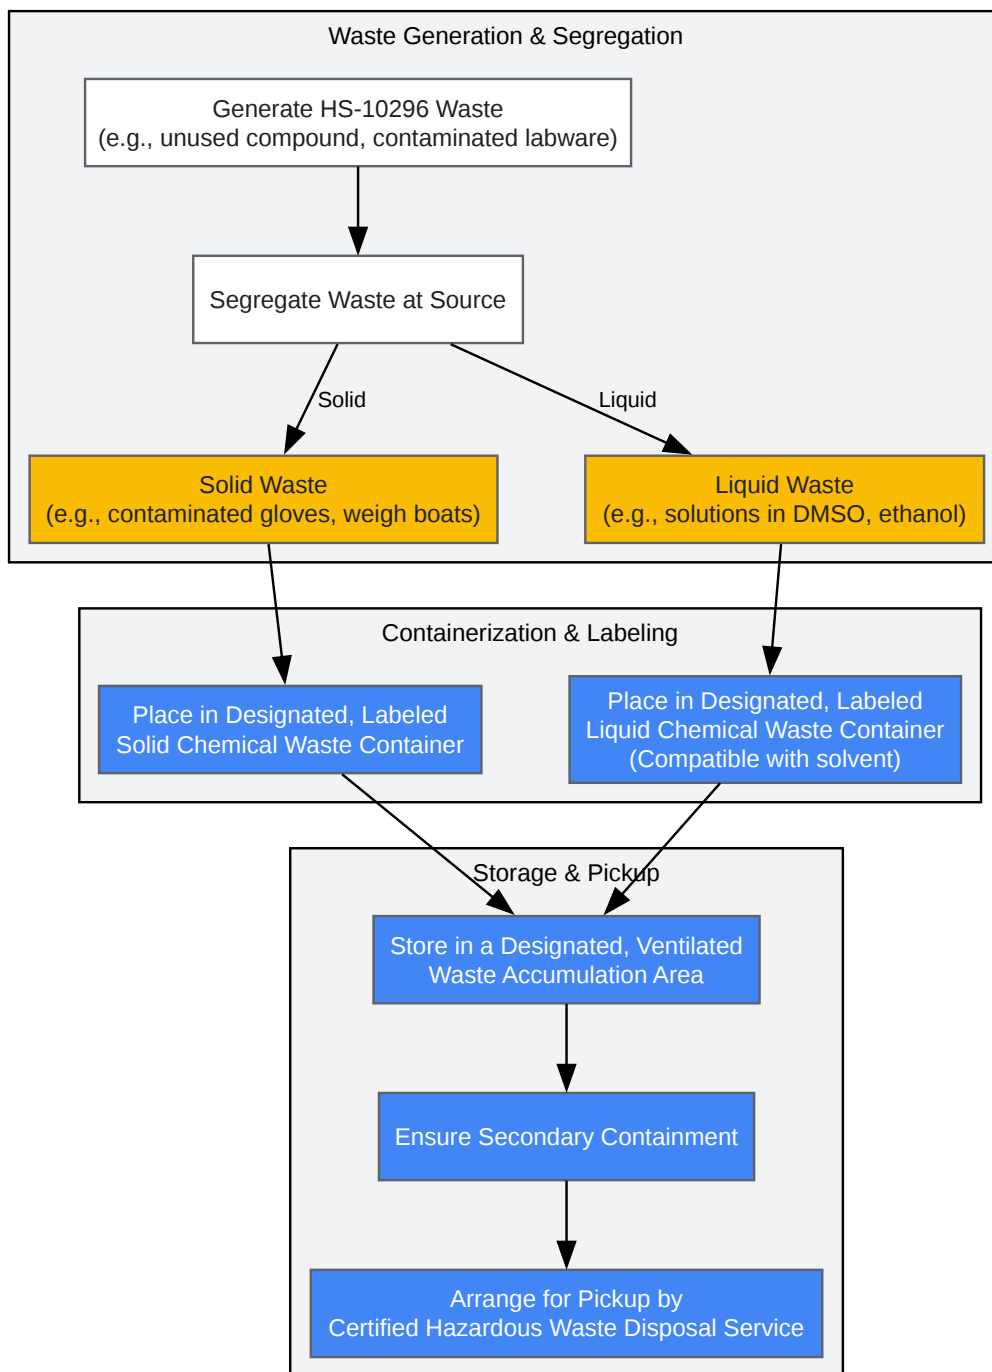 Waste Generation & Segregation
Generate HS-10296 Waste
(e.g., unused compound, contaminated labware)
Segregate Waste at Source
Solid
Liquid
Solid Waste
(e.g., contaminated gloves, weigh boats)
Liquid Waste
(e.g., solutions in DMSO, ethanol)
Containerization & Labeling
Place in Designated, Labeled
Solid Chemical Waste Container
Place in Designated, Labeled
Liquid Chemical Waste Container
(Compatible with solvent)
Storage & Pickup
Store in a Designated, Ventilated
Waste Accumulation Area
Ensure Secondary Containment
Arrange for Pickup by
Certified Hazardous Waste Disposal Service